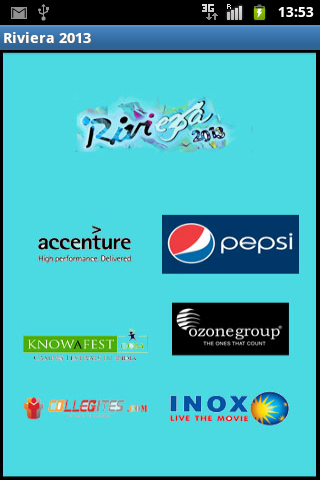 3G
R
13:53
Riviera 2013
Riviera
2013
accenture
High performance. Delivered
pepsi
KNOWAFEST
ozonegroup®
THE ONES THAT COUNT
COLLEGITES.COM
INOX
LIVE THE MOVIE